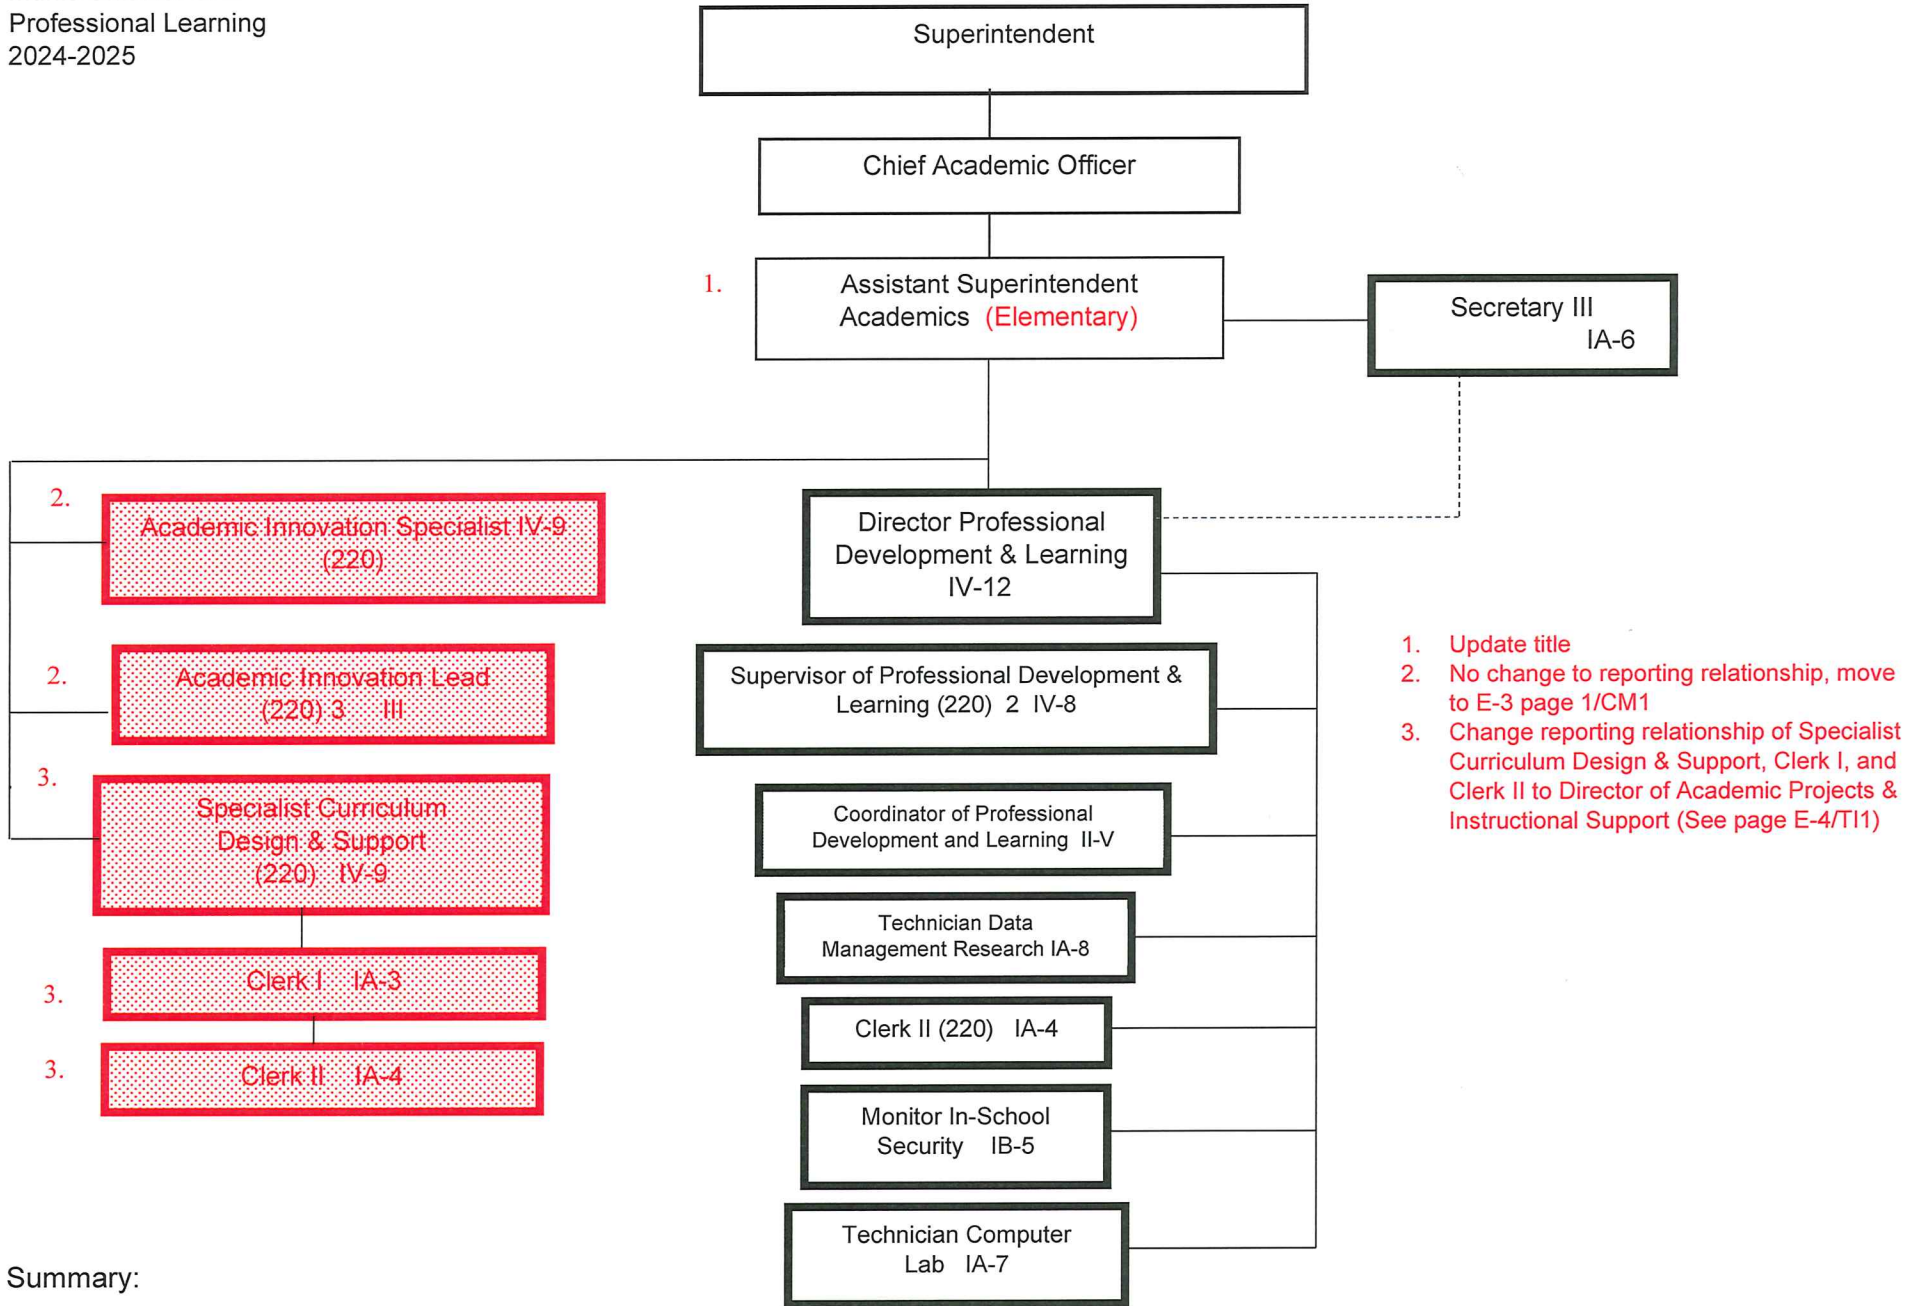 Professional Learning
2024-2025
Superintendent
Chief Academic Officer
1.
Assistant Superintendent
Academics (Elementary)
Secretary III
IA-6
2.
Academic Innovation Specialist IV-9
(220)
Director Professional
Development & Learning
IV-12
2.
Academic Innovation Lead
(220) 3 III
Supervisor of Professional Development &
Learning (220) 2 IV-8
3.
Specialist Curriculum
Design & Support
(220) IV-9
Coordinator of Professional
Development and Learning II-V
Technician Data
Management Research IA-8
3.
Clerk I IA-3
Clerk II (220) IA-4
3.
Clerk II IA-4
Monitor In-School
Security IB-5
Technician Computer
Lab IA-7
1. Update title
2. No change to reporting relationship, move
to E-3 page 1/CM1
3. Change reporting relationship of Specialist
Curriculum Design & Support, Clerk I, and
Clerk II to Director of Academic Projects &
Instructional Support (See page E-4/TI1)
Summary: